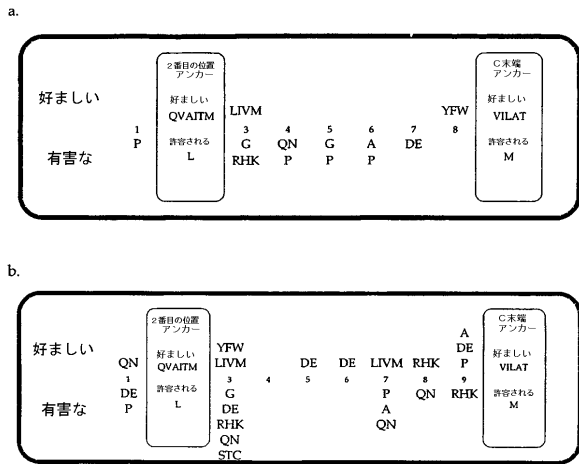 a.
2番目の位置
アンカー
C末端
アンカー
好ましい
好ましい
QVAITM
LIVM
YFW
好ましい
VILAT
1
3
4
5
6
7
8
P
許容される
G
QN
G
A
DE
許容される
有害な
L
RHK
P
P
P
M
b.
2番目の位置
アンカー
C末端
アンカー
A
好ましい
YFW
DE
QN
好ましい
QVAITM
LIVM
DE
DE
LIVM
RHK
P
好ましい
VILAT
1
3
4
5
6
7
8
9
DE
許容される
G
P
QN
RHK
許容される
有害な
P
L
DE
A
M
RHK
QN
QN
STC